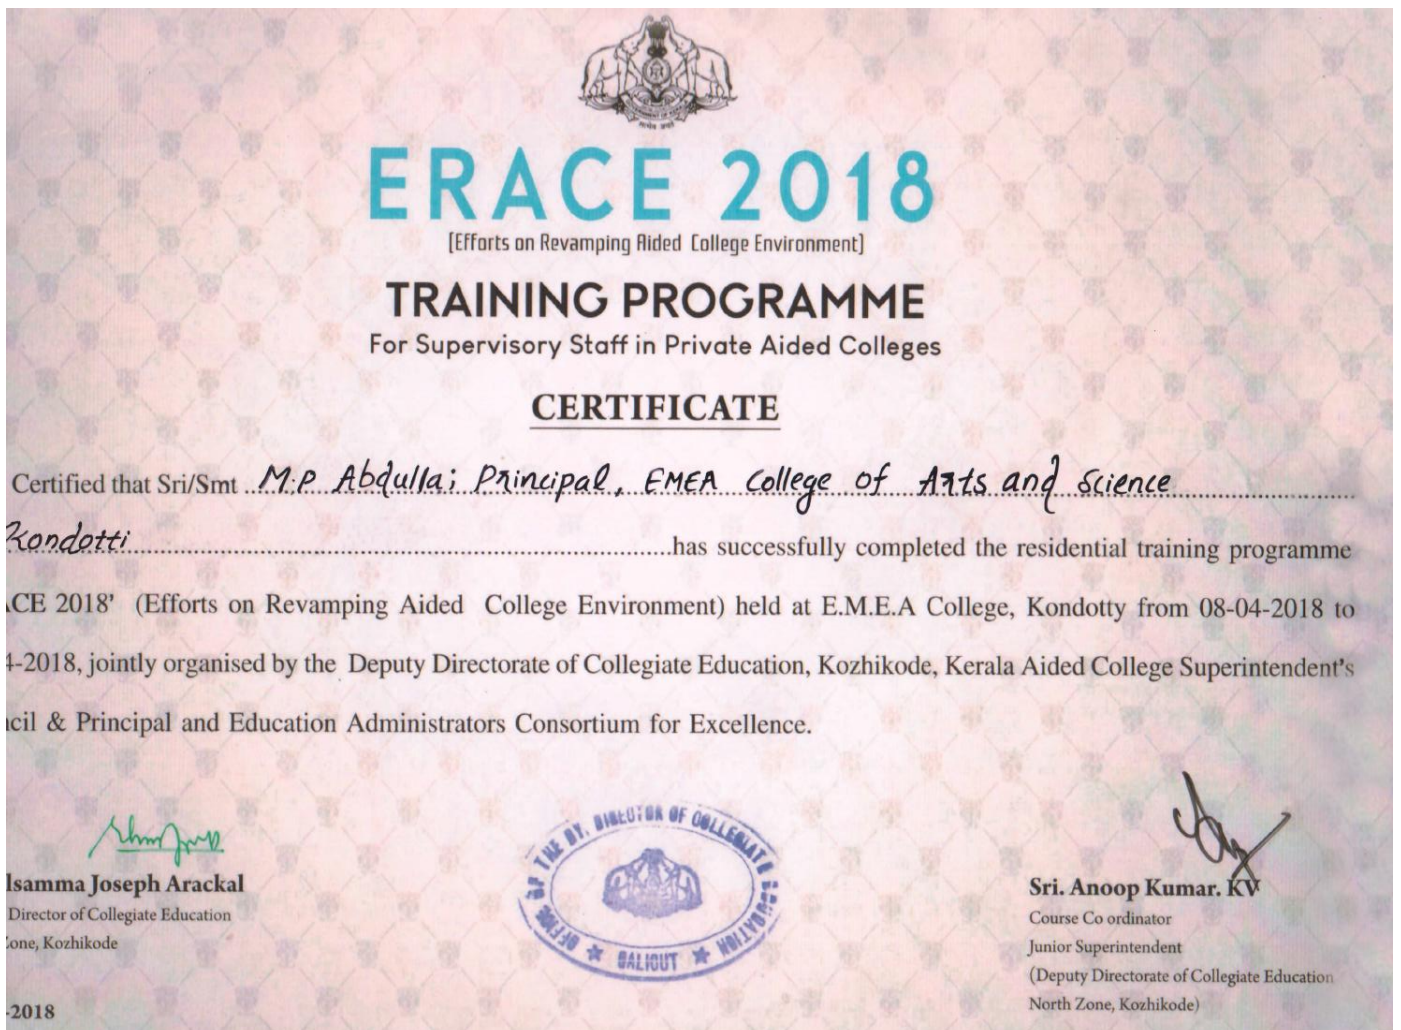 ERACE 2018
[Efforts on Revamping Aided College Environment]
TRAINING PROGRAMME
For Supervisory Staff in Private Aided Colleges
CERTIFICATE
Certified that Sri/Smt M.P Abdulla; Principal, EMEA College of Arts and Science
Kondotti has successfully completed the residential training programme
CE 2018' (Efforts on Revamping Aided College Environment) held at E.M.E.A College, Kondotty from 08-04-2018 to
-2018, jointly organised by the Deputy Directorate of Collegiate Education, Kozhikode, Kerala Aided College Superintendent's
cil & Principal and Education Administrators Consortium for Excellence.
OFFICE OF THE DY. DIRECTOR OF COLLEGIATE EDUCATION
CALICUT
lsamma Joseph Arackal
Director of Collegiate Education
one, Kozhikode
-2018
Sri. Anoop Kumar. KV
Course Co ordinator
Junior Superintendent
(Deputy Directorate of Collegiate Education
North Zone, Kozhikode)